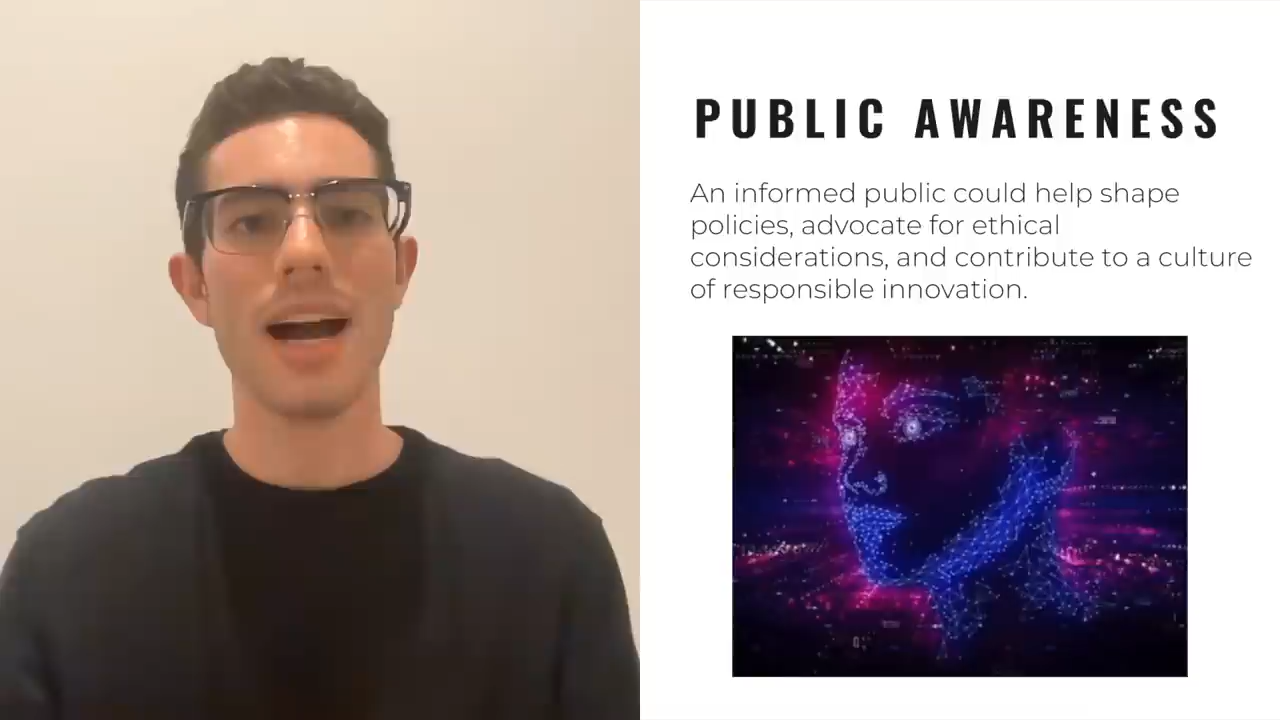 PUBLIC AWARENESS
An informed public could help shape
policies, advocate for ethical
considerations, and contribute to a culture
of responsible innovation.